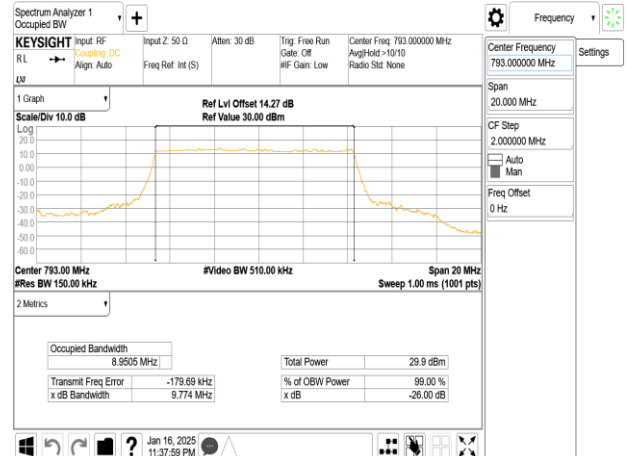 Spectrum Analyzer 1
Occupied BW
Frequency
KEYSIGHT
RL
LXI
Input: RF
Coupling: DC
Align: Auto
Input Z: 50 Ω
Freq Ref: Int (S)
Atten: 30 dB
Trig: Free Run
Gate: Off
#IF Gain: Low
Center Freq: 793.000000 MHz
Avg|Hold:>10/10
Radio Std: None
Center Frequency
793.000000 MHz
Settings
Span
20.000 MHz
CF Step
2.000000 MHz
Auto
Man
Freq Offset
0 Hz
1 Graph
Scale/Div 10.0 dB
Ref Lvl Offset 14.27 dB
Ref Value 30.00 dBm
Log
20.0
10.0
0.00
-10.0
-20.0
-30.0
-40.0
-50.0
-60.0
Center 793.00 MHz
#Res BW 150.00 kHz
#Video BW 510.00 kHz
Span 20 MHz
Sweep 1.00 ms (1001 pts)
2 Metrics
Occupied Bandwidth
8.9505 MHz
Transmit Freq Error -179.69 kHz
x dB Bandwidth 9.774 MHz
Total Power 29.9 dBm
% of OBW Power 99.00 %
x dB -26.00 dB
?
Jan 16, 2025
11:37:59 PM